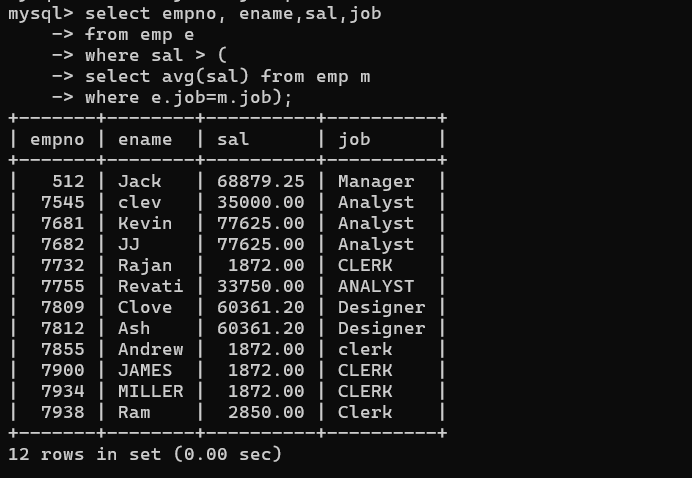 mysql> select empno, ename,sal,job
    -> from emp e
    -> where sal > (
    -> select avg(sal) from emp m
    -> where e.job=m.job);
+-------+--------+----------+----------+
| empno | ename  | sal      | job      |
+-------+--------+----------+----------+
|   512 | Jack   | 68879.25 | Manager  |
|  7545 | clev   | 35000.00 | Analyst  |
|  7681 | Kevin  | 77625.00 | Analyst  |
|  7682 | JJ     | 77625.00 | Analyst  |
|  7732 | Rajan  |  1872.00 | CLERK    |
|  7755 | Revati | 33750.00 | ANALYST  |
|  7809 | Clove  | 60361.20 | Designer |
|  7812 | Ash    | 60361.20 | Designer |
|  7855 | Andrew |  1872.00 | clerk    |
|  7900 | JAMES  |  1872.00 | CLERK    |
|  7934 | MILLER |  1872.00 | CLERK    |
|  7938 | Ram    |  2850.00 | Clerk    |
+-------+--------+----------+----------+
12 rows in set (0.00 sec)